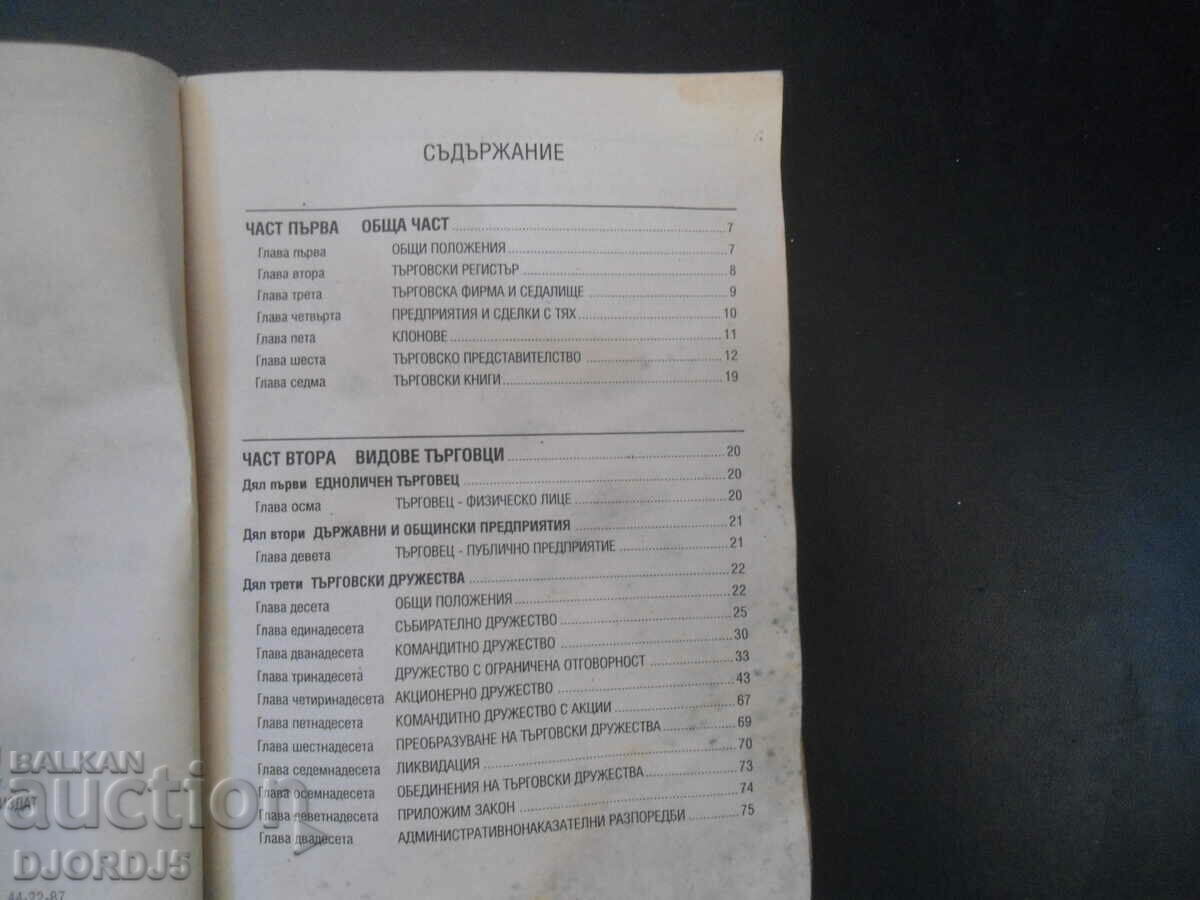 СЪДЪРЖАНИЕ
ЧАСТ ПЪРВА ОБЩА ЧАСТ 7
Глава първа ОБЩИ ПОЛОЖЕНИЯ 7
Глава втора ТЪРГОВСКИ РЕГИСТЪР 8
Глава трета ТЪРГОВСКА ФИРМА И СЕДАЛИЩЕ 9
Глава четвърта ПРЕДПРИЯТИЯ И СДЕЛКИ С ТЯХ 10
Глава пета КЛОНОВЕ 11
Глава шеста ТЪРГОВСКО ПРЕДСТАВИТЕЛСТВО 12
Глава седма ТЪРГОВСКИ КНИГИ 19
ЧАСТ ВТОРА ВИДОВЕ ТЪРГОВЦИ 20
Дял първи ЕДНОЛИЧЕН ТЪРГОВЕЦ 20
Глава осма ТЪРГОВЕЦ - ФИЗИЧЕСКО ЛИЦЕ 20
Дял втори ДЪРЖАВНИ И ОБЩИНСКИ ПРЕДПРИЯТИЯ 21
Глава девета ТЪРГОВЕЦ - ПУБЛИЧНО ПРЕДПРИЯТИЕ 21
Дял трети ТЪРГОВСКИ ДРУЖЕСТВА 22
Глава десета ОБЩИ ПОЛОЖЕНИЯ 22
Глава единадесета СЪБИРАТЕЛНО ДРУЖЕСТВО 25
Глава дванадесета КОМАНДИТНО ДРУЖЕСТВО 30
Глава тринадесета ДРУЖЕСТВО С ОГРАНИЧЕНА ОТГОВОРНОСТ 33
Глава четиринадесета АКЦИОНЕРНО ДРУЖЕСТВО 43
Глава петнадесета КОМАНДИТНО ДРУЖЕСТВО С АКЦИИ 67
Глава шестнадесета ПРЕОБРАЗУВАНЕ НА ТЪРГОВСКИ ДРУЖЕСТВА 69
Глава седемнадесета ЛИКВИДАЦИЯ 70
Глава осемнадесета ОБЕДИНЕНИЯ НА ТЪРГОВСКИ ДРУЖЕСТВА 73
Глава деветнадесета ПРИЛОЖИМ ЗАКОН 74
Глава двадесета АДМИНИСТРАТИВНОНАКАЗАТЕЛНИ РАЗПОРЕДБИ 75
BALKAN
auction
ИЗДАТ
DJORDJ5
44-22-87